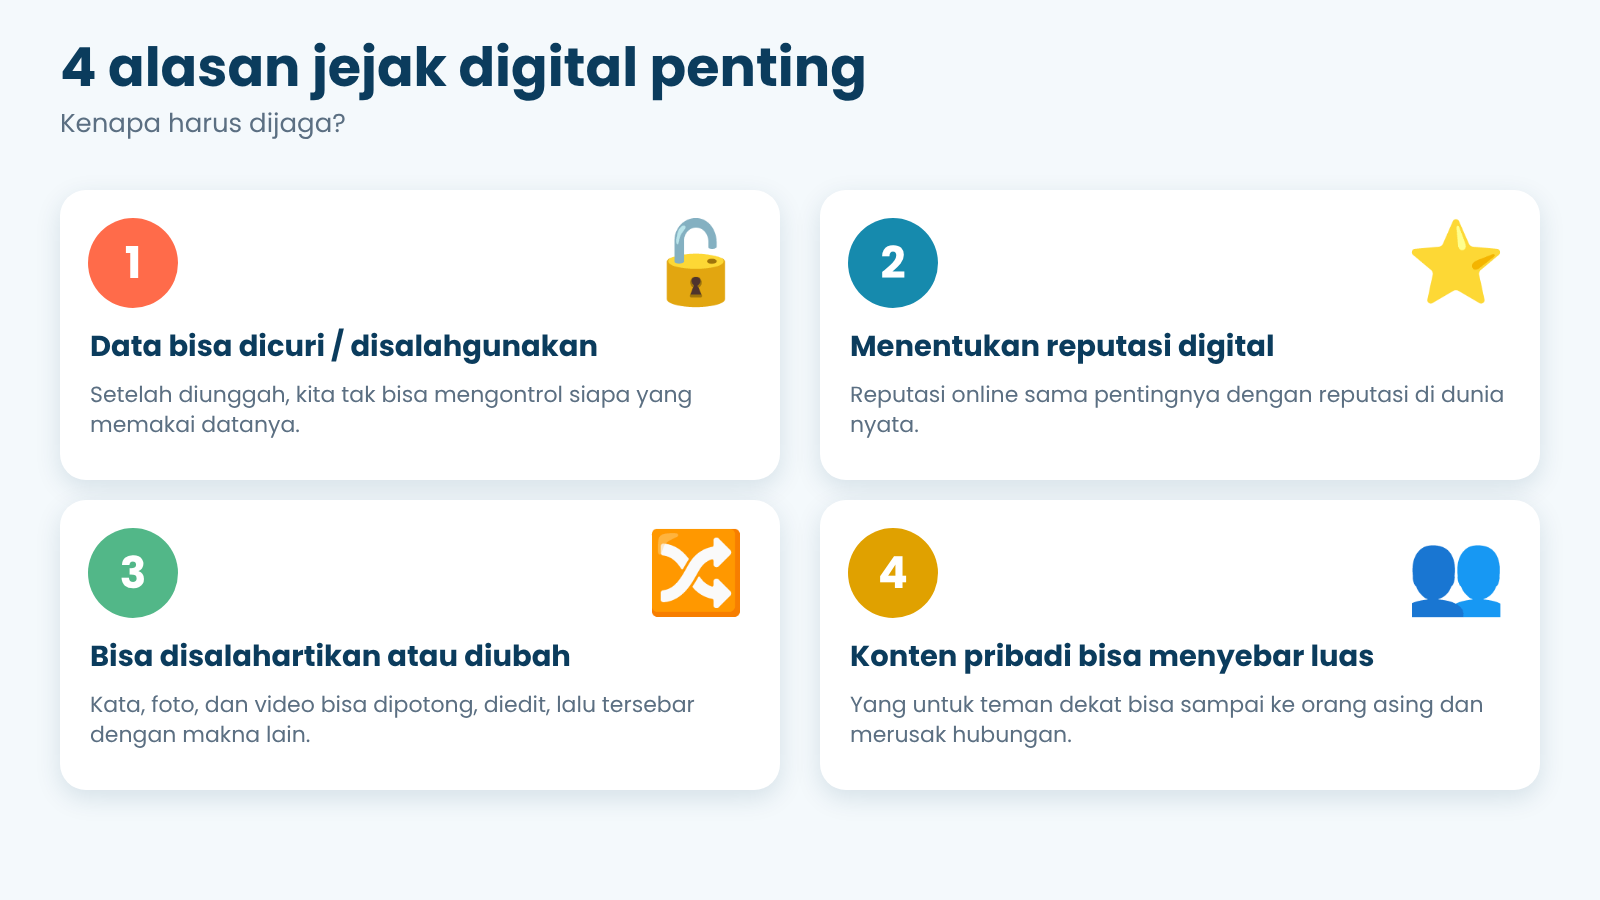 4 alasan jejak digital penting
Kenapa harus dijaga?
1
Data bisa dicuri / disalahgunakan
Setelah diunggah, kita tak bisa mengontrol siapa yang
memakai datanya.
2
Menentukan reputasi digital
Reputasi online sama pentingnya dengan reputasi di dunia
nyata.
3
Bisa disalahartikan atau diubah
Kata, foto, dan video bisa dipotong, diedit, lalu tersebar
dengan makna lain.
4
Konten pribadi bisa menyebar luas
Yang untuk teman dekat bisa sampai ke orang asing dan
merusak hubungan.